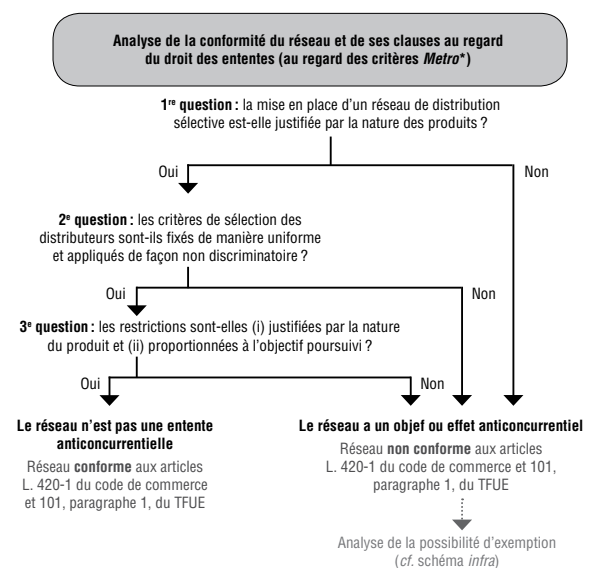 Analyse de la conformité du réseau et de ses clauses au regard
du droit des ententes (au regard des critères Metro*)
1re question : la mise en place d'un réseau de distribution
sélective est-elle justifiée par la nature des produits ?
Oui
Non
2e question : les critères de sélection des
distributeurs sont-ils fixés de manière uniforme
et appliqués de façon non discriminatoire ?
Oui
Non
3e question : les restrictions sont-elles (i) justifiées par la nature
du produit et (ii) proportionnées à l'objectif poursuivi ?
Oui
Non
Le réseau n'est pas une entente
anticoncurrentielle
Réseau conforme aux articles
L. 420-1 du code de commerce
et 101, paragraphe 1, du TFUE
Le réseau a un objef ou effet anticoncurrentiel
Réseau non conforme aux articles
L. 420-1 du code de commerce et 101,
paragraphe 1, du TFUE
Analyse de la possibilité d'exemption
(cf. schéma infra)